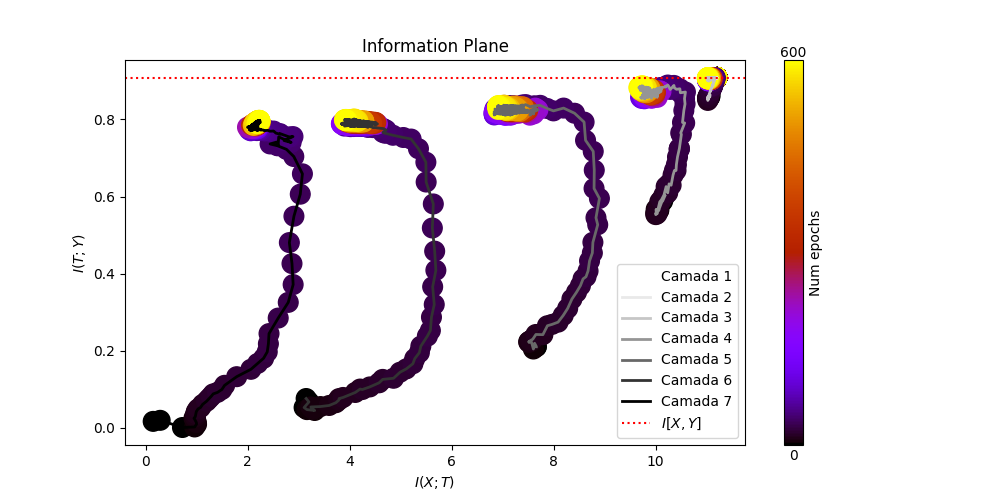 Information Plane
600
0.8
0.6
0.4
0.2
0.0
I(T; Y)
Num epochs
Camada 1
Camada 2
Camada 3
Camada 4
Camada 5
Camada 6
Camada 7
I[X, Y]
0
0 2 4 6 8 10
I(X; T)